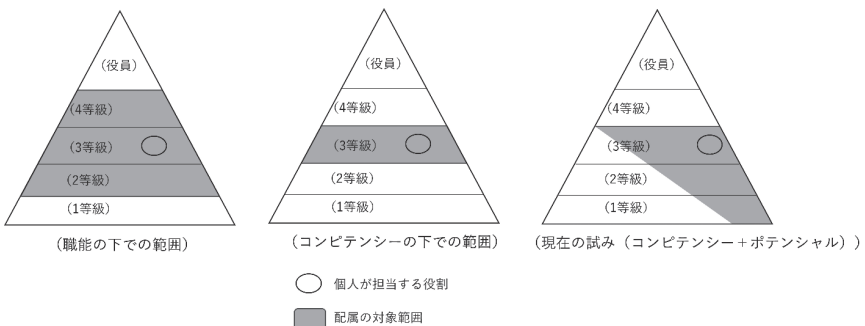 (役員)
(4等級)
(3等級)
(2等級)
(1等級)
(職能の下での範囲)
(役員)
(4等級)
(3等級)
(2等級)
(1等級)
(コンピテンシーの下での範囲)
(役員)
(4等級)
(3等級)
(2等級)
(1等級)
(現在の試み(コンピテンシー+ポテンシャル))
個人が担当する役割
配属の対象範囲